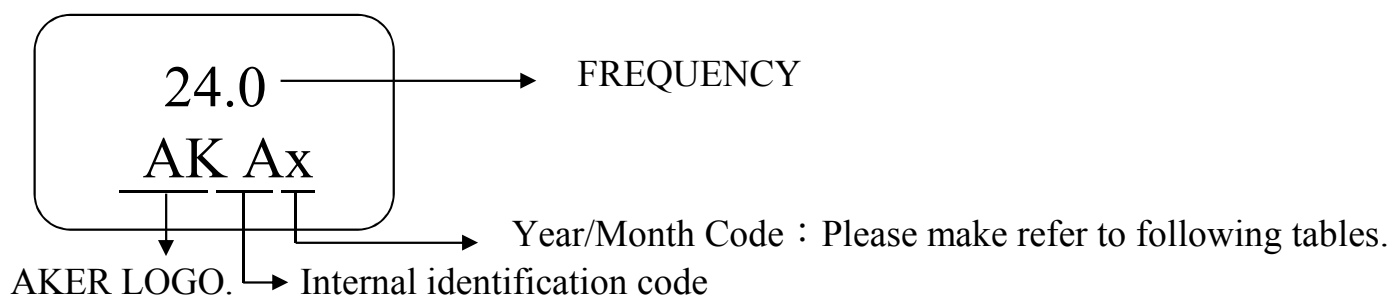 24.0 FREQUENCY
AK Ax
Year/Month Code：Please make refer to following tables.
AKER LOGO. Internal identification code